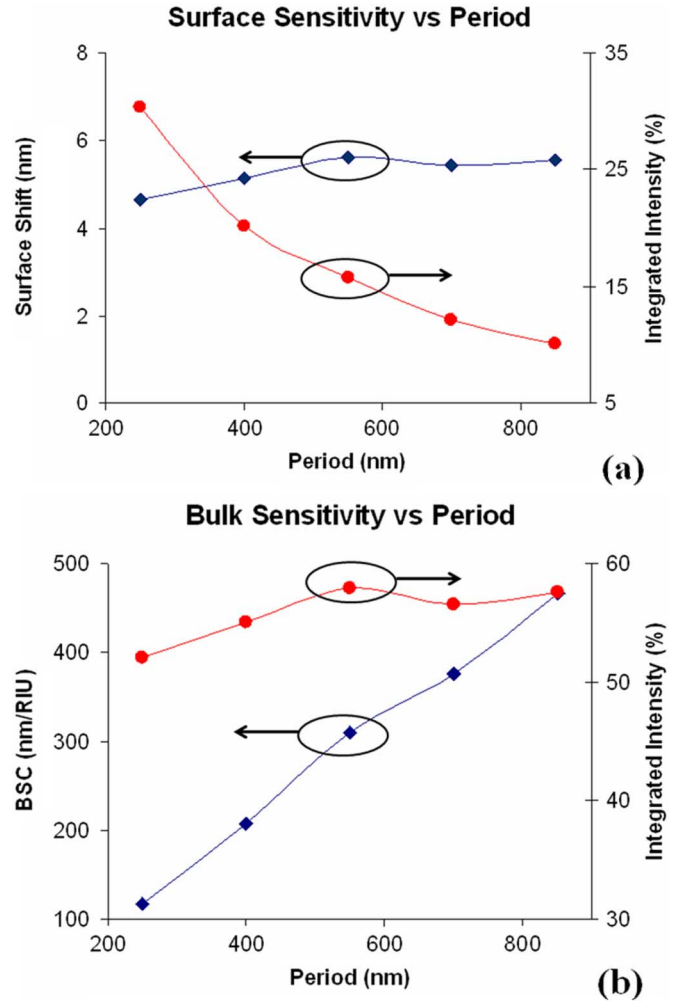 Surface Sensitivity vs Period
8
6
4
2
0
35
25
15
5
200
400
600
800
Surface Shift (nm)
Integrated Intensity (%)
Period (nm)
(a)
Bulk Sensitivity vs Period
500
400
300
200
100
60
50
40
30
200
400
600
800
BSC (nm/RIU)
Integrated Intensity (%)
Period (nm)
(b)